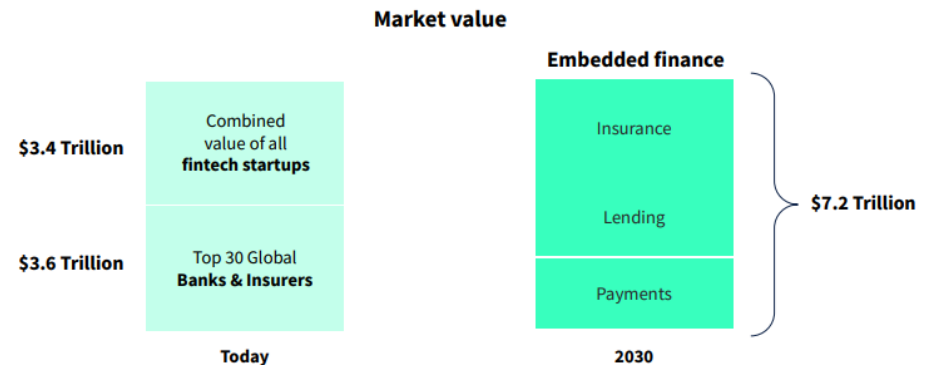 Market value
Embedded finance
$3.4 Trillion
Combined
value of all
fintech startups
$3.6 Trillion
Top 30 Global
Banks & Insurers
Today
Insurance
Lending
Payments
$7.2 Trillion
2030